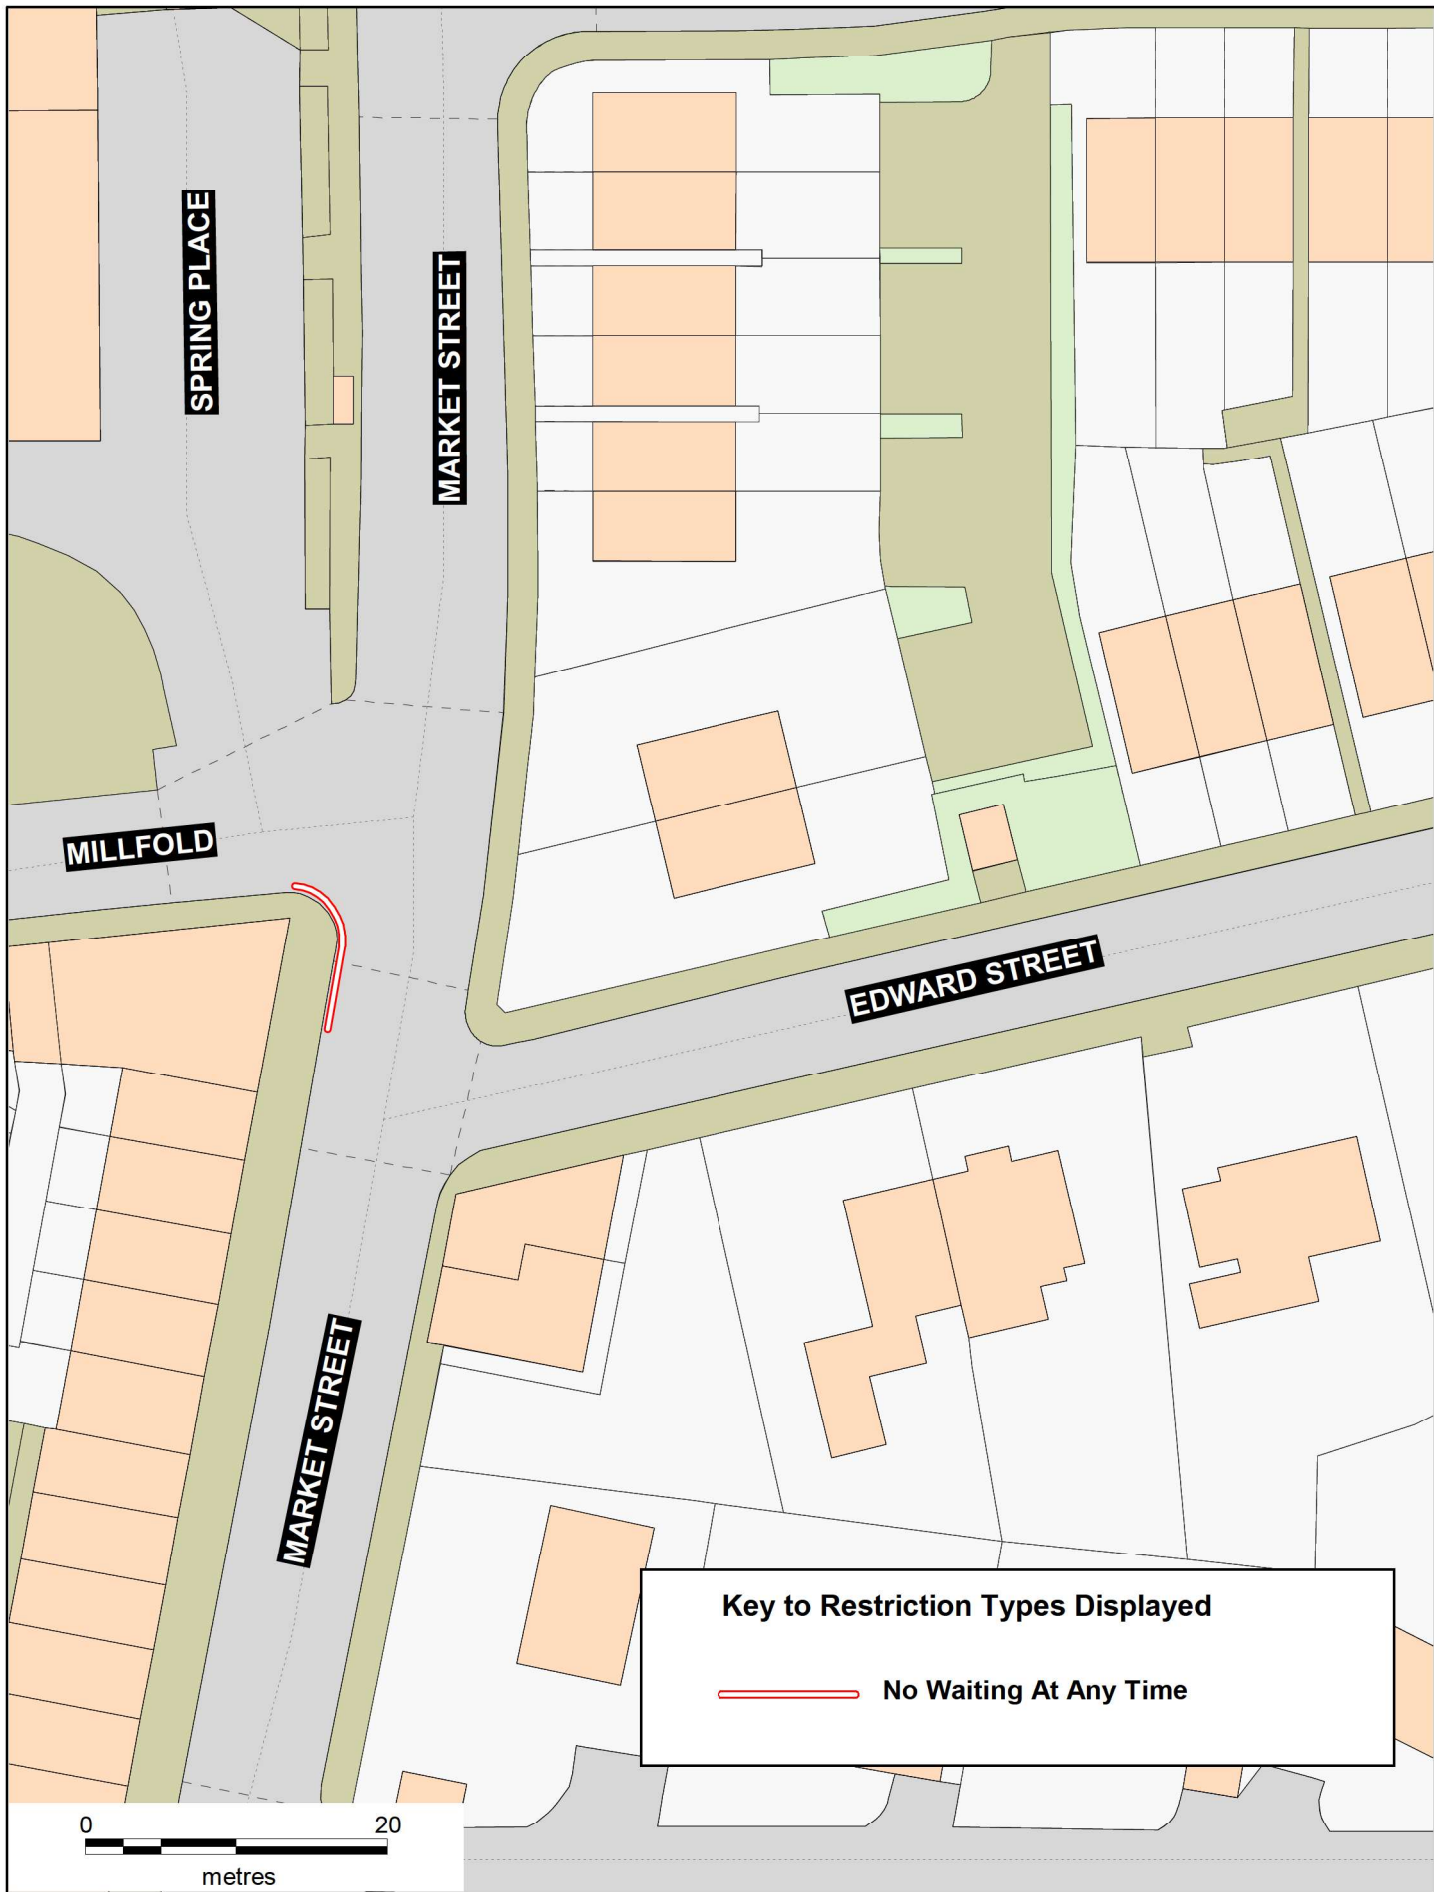 SPRING PLACE
MARKET STREET
MILLFOLD
EDWARD STREET
MARKET STREET
Key to Restriction Types Displayed
No Waiting At Any Time
0 20
metres